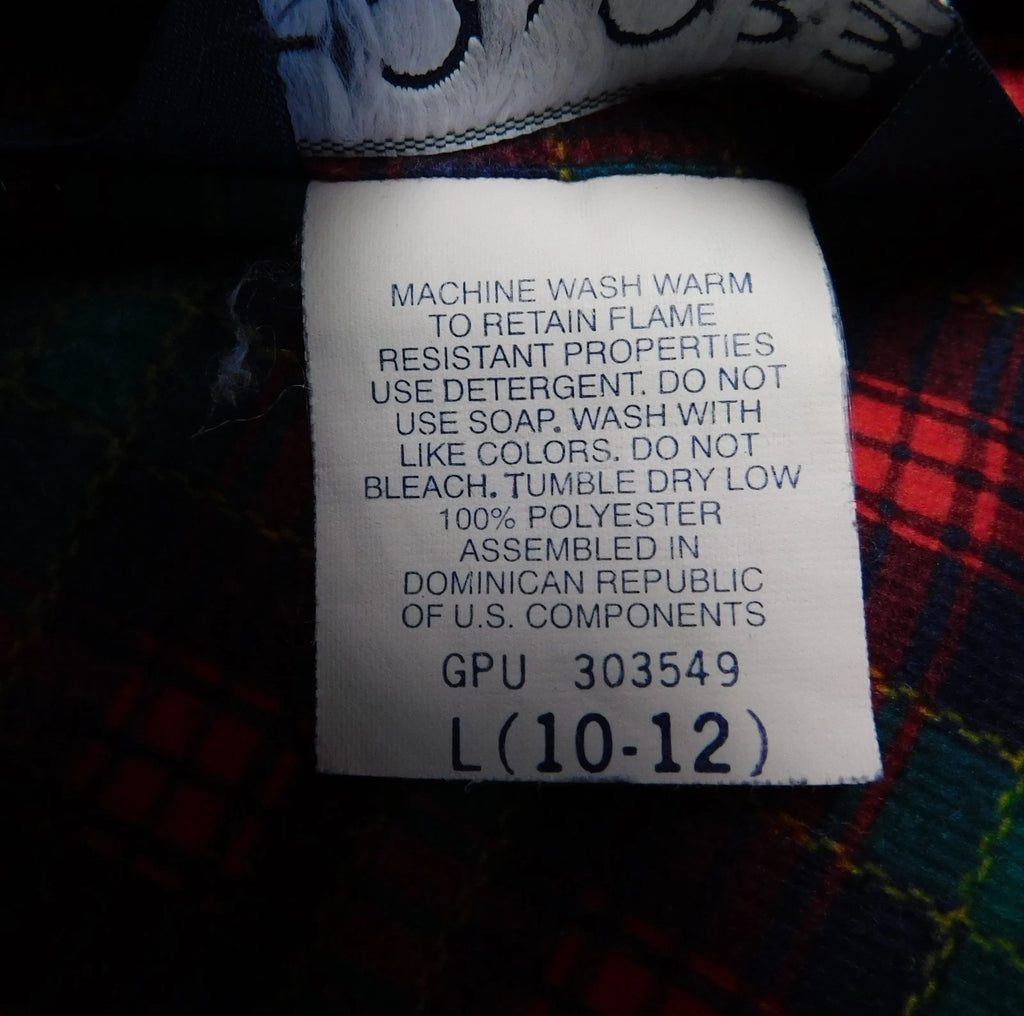 MACHINE WASH WARM
TO RETAIN FLAME
RESISTANT PROPERTIES
USE DETERGENT. DO NOT
USE SOAP. WASH WITH
LIKE COLORS. DO NOT
BLEACH. TUMBLE DRY LOW
100% POLYESTER
ASSEMBLED IN
DOMINICAN REPUBLIC
OF U.S. COMPONENTS
GPU 303549
L (10-12)